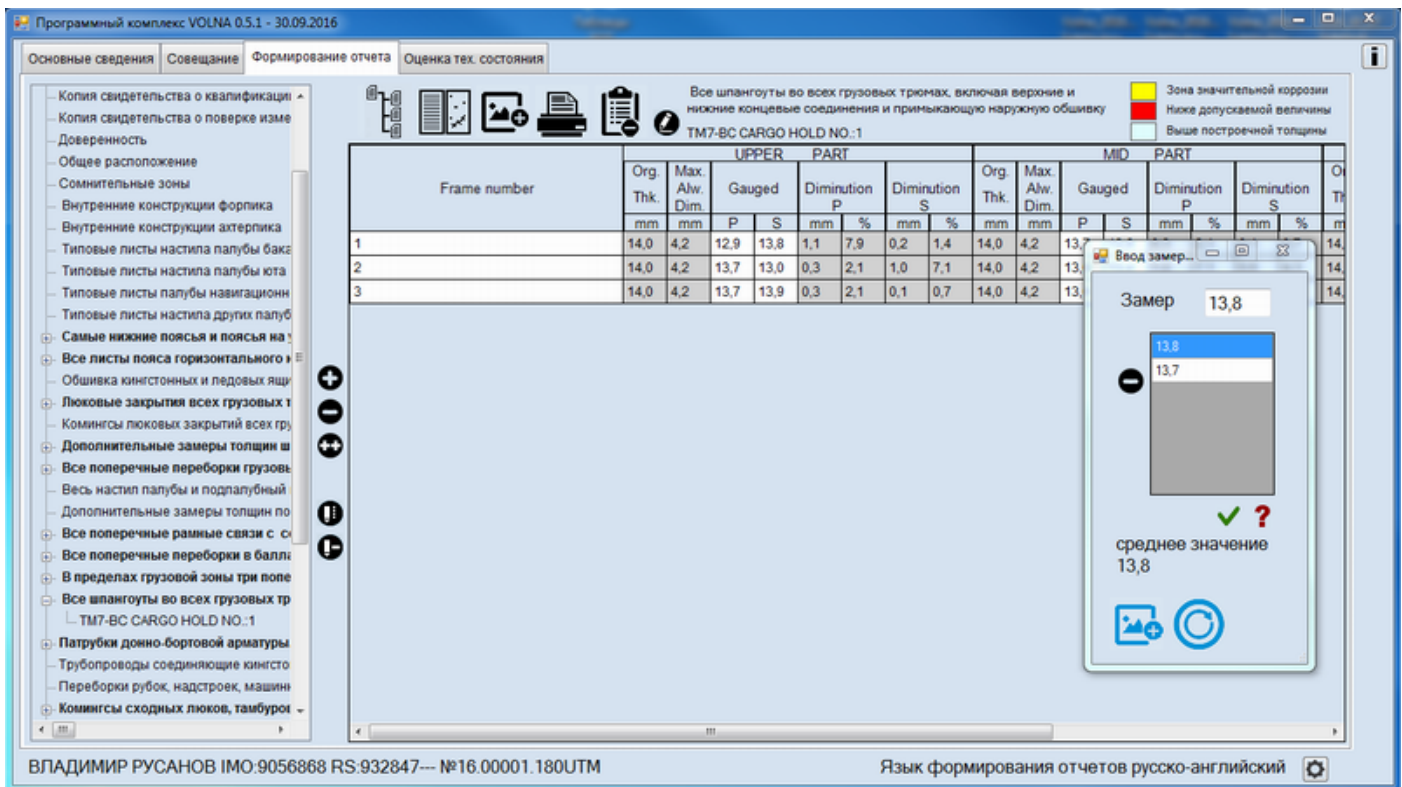 Программный комплекс VOLNA 0.5.1 - 30.09.2016
Основные сведения Совещание Формирование отчета Оценка тех. состояния
Копия свидетельства о квалификации
Копия свидетельства о поверке изме
Доверенность
Общее расположение
Сомнительные зоны
Внутренние конструкции форпика
Внутренние конструкции ахтерпика
Типовые листы настила палубы бака
Типовые листы настила палубы юта
Типовые листы палубы навигационн
Типовые листы настила других палуб
Самые нижние поясья и поясья на
Все листы пояса горизонтального
Обшивка кингстонных и ледовых ящи
Люковые закрытия всех грузовых т
Комингсы люковых закрытий всех гру
Дополнительные замеры толщин ш
Все поперечные переборки грузовы
Весь настил палубы и подпалубный
Дополнительные замеры толщин по
Все поперечные рамные связи с
Все поперечные переборки в балла
В пределах грузовой зоны три попе
Все шпангоуты во всех грузовых тр
TM7-BC CARGO HOLD NO.:1
Патрубки донно-бортовой арматуры
Трубопроводы соединяющие кингсто
Переборки рубок, надстроек, машинн
Комингсы сходных люков, тамбуров
Все шпангоуты во всех грузовых трюмах, включая верхние и
нижние концевые соединения и примыкающую наружную обшивку
TM7-BC CARGO HOLD NO.:1
Зона значительной коррозии
Ниже допускаемой величины
Выше построечной толщины
UPPER PART MID PART
Frame number Org. Thk. Max. Alw. Dim. Gauged Diminution P Diminution S Org. Thk. Max. Alw. Dim. Gauged Diminution P Diminution S
mm mm P S mm % mm % mm mm P S mm % mm %
1 14,0 4,2 12,9 13,8 1,1 7,9 0,2 1,4 14,0 4,2 13,7 14,
2 14,0 4,2 13,7 13,0 0,3 2,1 1,0 7,1 14,0 4,2 13, 14,
3 14,0 4,2 13,7 13,9 0,3 2,1 0,1 0,7 14,0 4,2 13, 14,
Ввод замер...
Замер 13,8
13,8
13,7
среднее значение
13,8
ВЛАДИМИР РУСАНОВ IMO:9056868 RS:932847--- №16.00001.180UTM
Язык формирования отчетов русско-английский